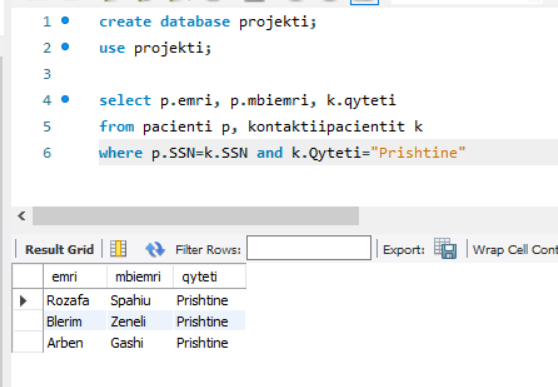 1 create database projekti;
2 use projekti;
3
4 select p.emri, p.mbiemri, k.qyteti
5 from pacienti p, kontaktiipacientit k
6 where p.SSN=k.SSN and k.Qyteti="Prishtine"
Result Grid Filter Rows: Export: Wrap Cell Cont
emri mbiemri qyteti
Rozafa Spahiu Prishtine
Blerim Zeneli Prishtine
Arben Gashi Prishtine